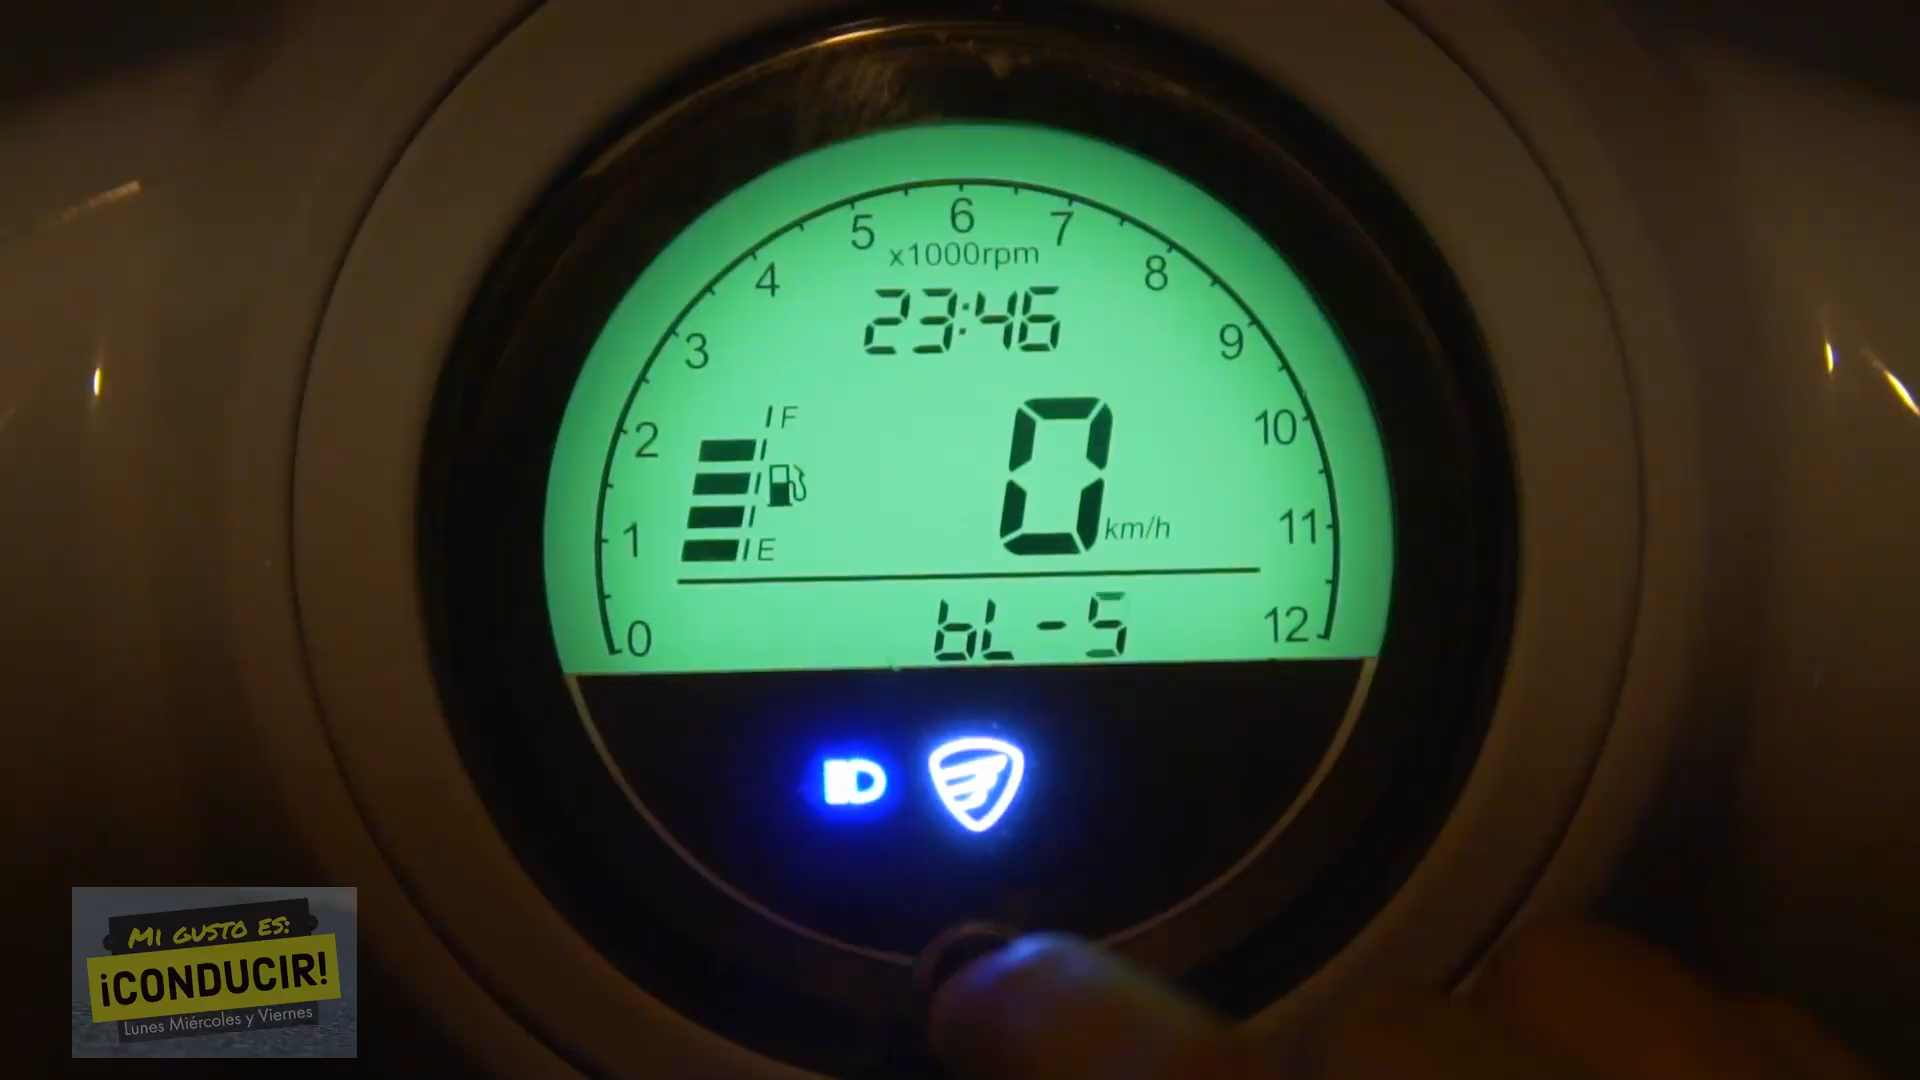 6
5 7
x1000rpm
4 8
23:46
3 9
F
2 10
0
km/h
1 11
E
0 12
bL-5
MI GUSTO ES:
¡CONDUCIR!
Lunes Miércoles y Viernes